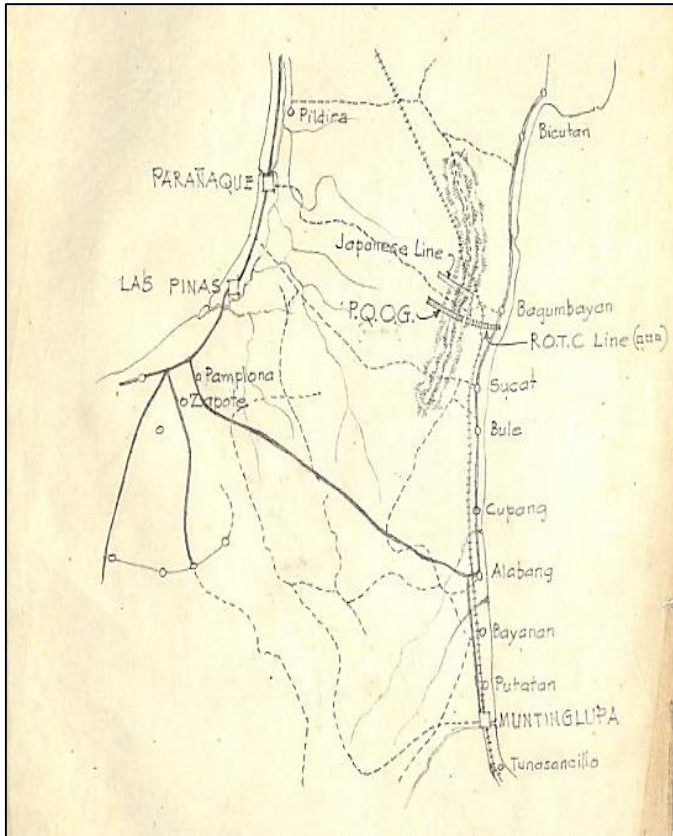 Pildira
Bicutan
PARAÑAQUE
Japanese Line
LAS PINAS
P.Q.O.G.
Bagumbayan
R.O.T.C Line (¤¤¤)
Pamplona
Sucat
Zapote
Bule
Cupang
Alabang
Bayanan
Putatan
MUNTINGLUPA
Tunasancillo